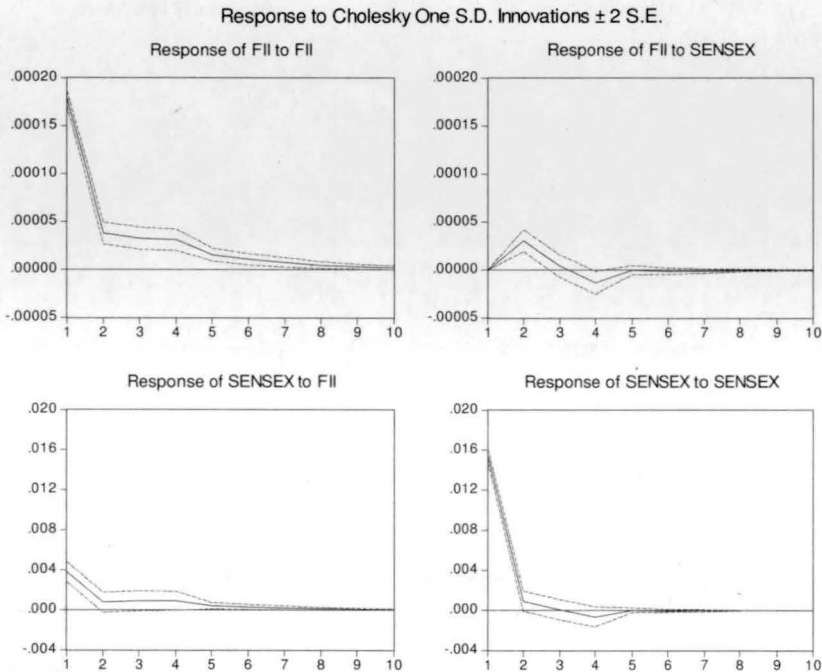 Response to Cholesky One S.D. Innovations ± 2 S.E.
Response of FII to FII
.00020
.00015
.00010
.00005
.00000
-.00005
1 2 3 4 5 6 7 8 9 10
Response of FII to SENSEX
.00020
.00015
.00010
.00005
.00000
-.00005
1 2 3 4 5 6 7 8 9 10
Response of SENSEX to FII
.020
.016
.012
.008
.004
.000
-.004
1 2 3 4 5 6 7 8 9 10
Response of SENSEX to SENSEX
.020
.016
.012
.008
.004
.000
-.004
1 2 3 4 5 6 7 8 9 10